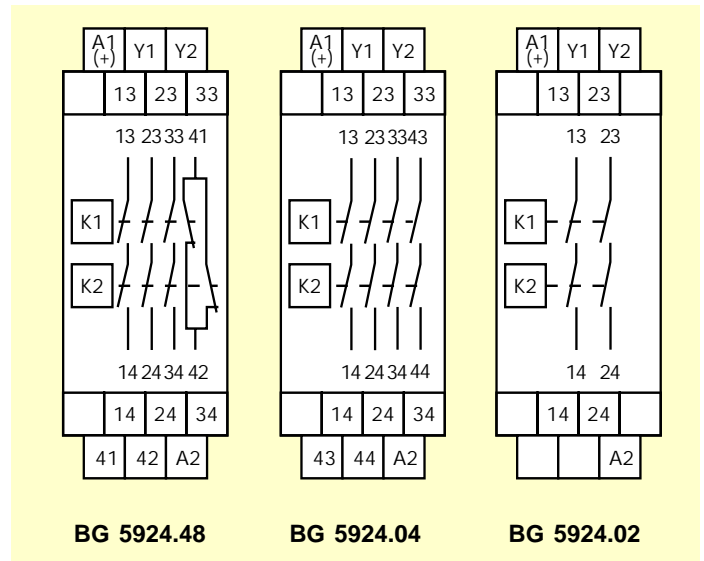 A1 (+) Y1 Y2
13 23 33
13 23 33 41
K1
K2
14 24 34 42
14 24 34
41 42 A2
BG 5924.48
A1 (+) Y1 Y2
13 23 33
13 23 33 43
K1
K2
14 24 34 44
14 24 34
43 44 A2
BG 5924.04
A1 (+) Y1 Y2
13 23
13 23
K1
K2
14 24
14 24
A2
BG 5924.02